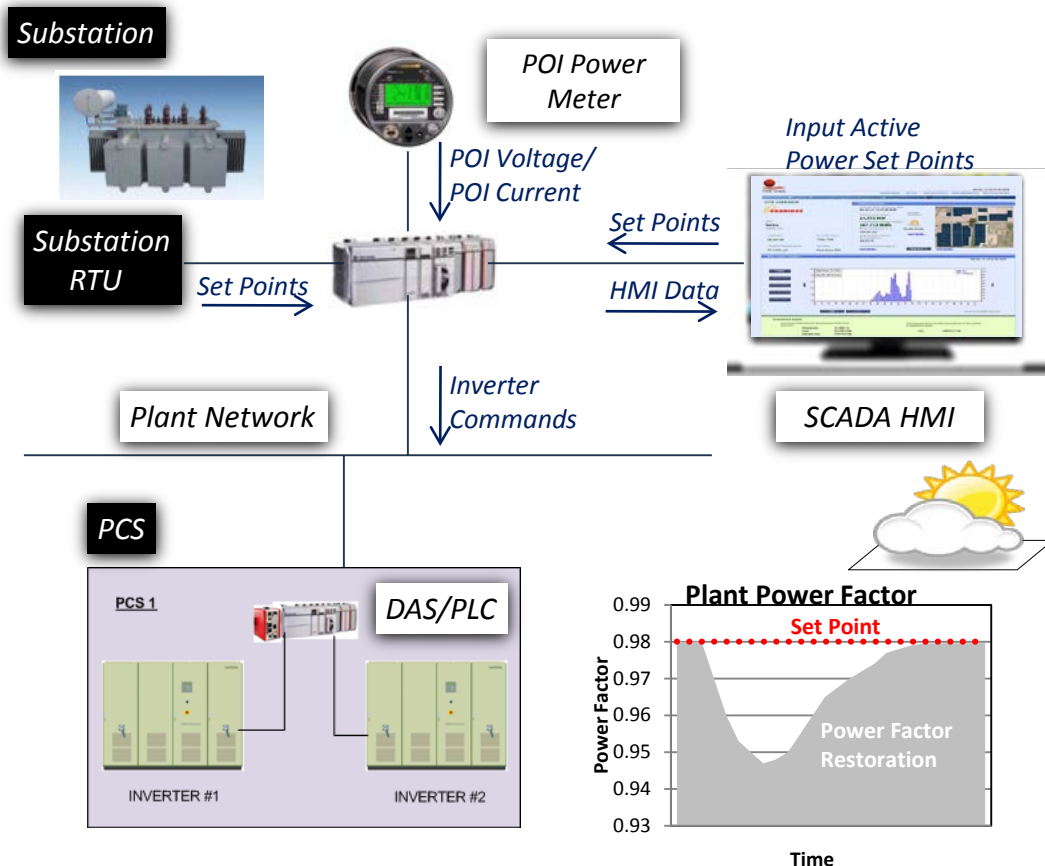 Substation
POI Power
Meter
Input Active
Power Set Points
POI Voltage/
POI Current
Substation
RTU
Set Points
Set Points
HMI Data
Inverter
Commands
Plant Network
SCADA HMI
PCS
PCS 1
DAS/PLC
INVERTER #1
INVERTER #2
Plant Power Factor
Set Point
0.99
0.98
0.97
0.96
0.95
0.94
0.93
Power Factor
Power Factor
Restoration
Time